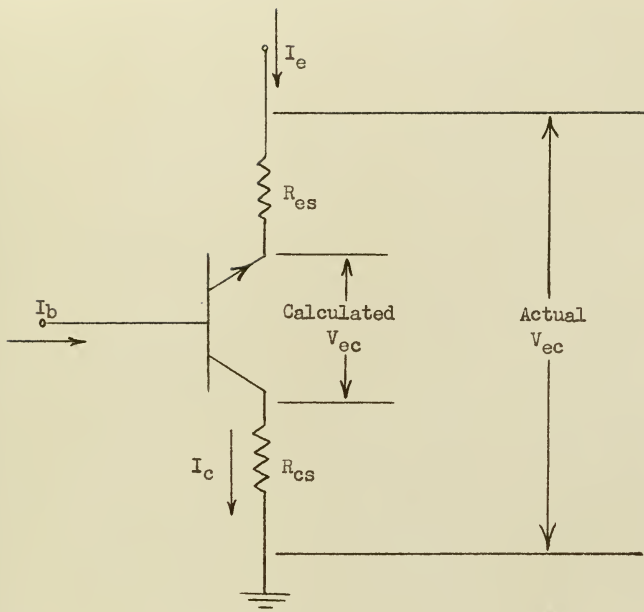 I_e
R_es
I_b
Calculated
V_ec
Actual
V_ec
I_c
R_cs